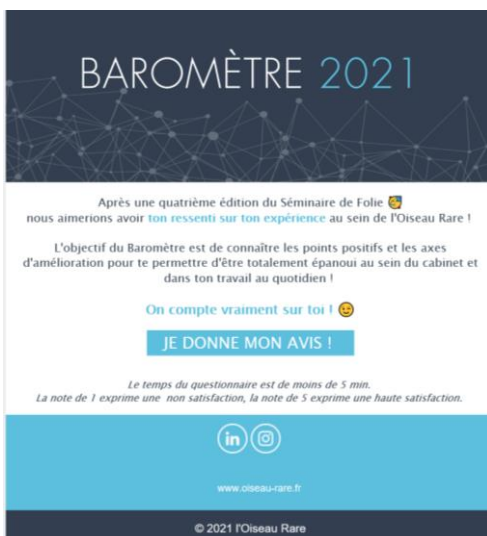 BAROMÈTRE 2021
Après une quatrième édition du Séminaire de Folie
nous aimerions avoir ton ressenti sur ton expérience au sein de l'Oiseau Rare !
L'objectif du Baromètre est de connaître les points positifs et les axes
d'amélioration pour te permettre d'être totalement épanoui au sein du cabinet et
dans ton travail au quotidien !
On compte vraiment sur toi !
JE DONNE MON AVIS !
Le temps du questionnaire est de moins de 5 min.
La note de 1 exprime une non satisfaction, la note de 5 exprime une haute satisfaction.
in
www.oiseau-rare.fr
© 2021 l'Oiseau Rare